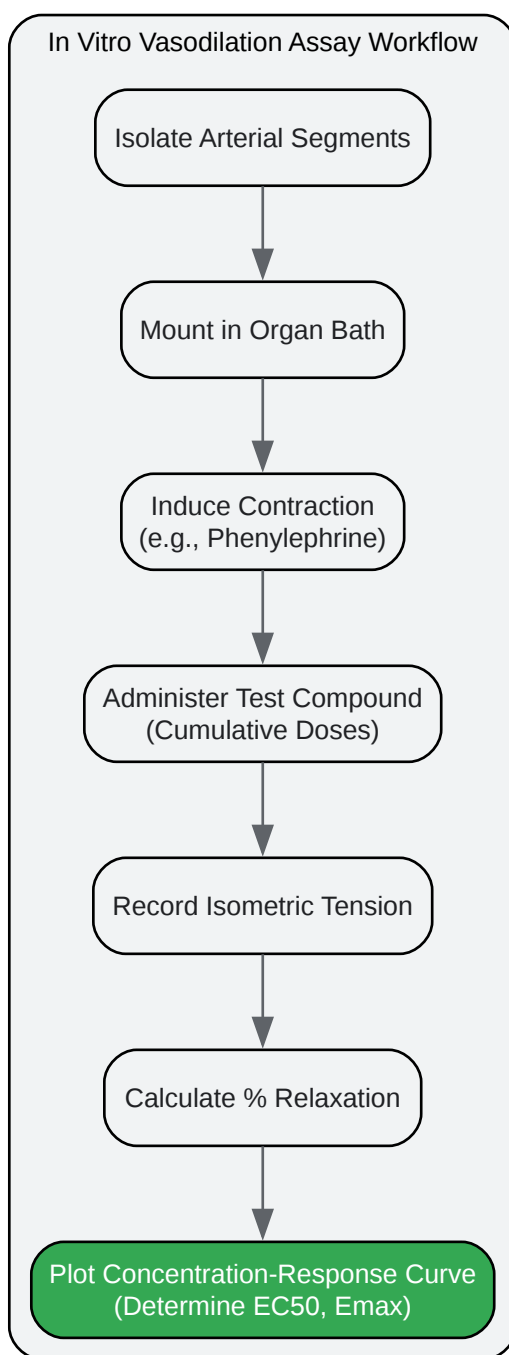 In Vitro Vasodilation Assay Workflow
Isolate Arterial Segments
Mount in Organ Bath
Induce Contraction
(e.g., Phenylephrine)
Administer Test Compound
(Cumulative Doses)
Record Isometric Tension
Calculate % Relaxation
Plot Concentration-Response Curve
(Determine EC50, Emax)